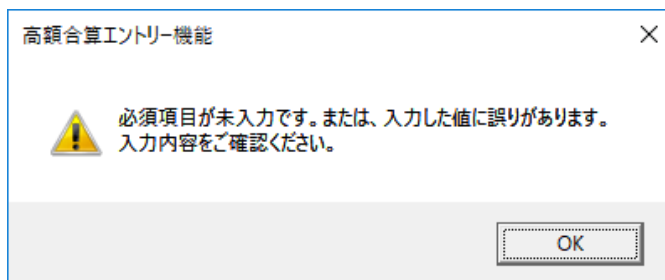 高額合算エントリー機能
必須項目が未入力です。または、入力した値に誤りがあります。
入力内容をご確認ください。
OK